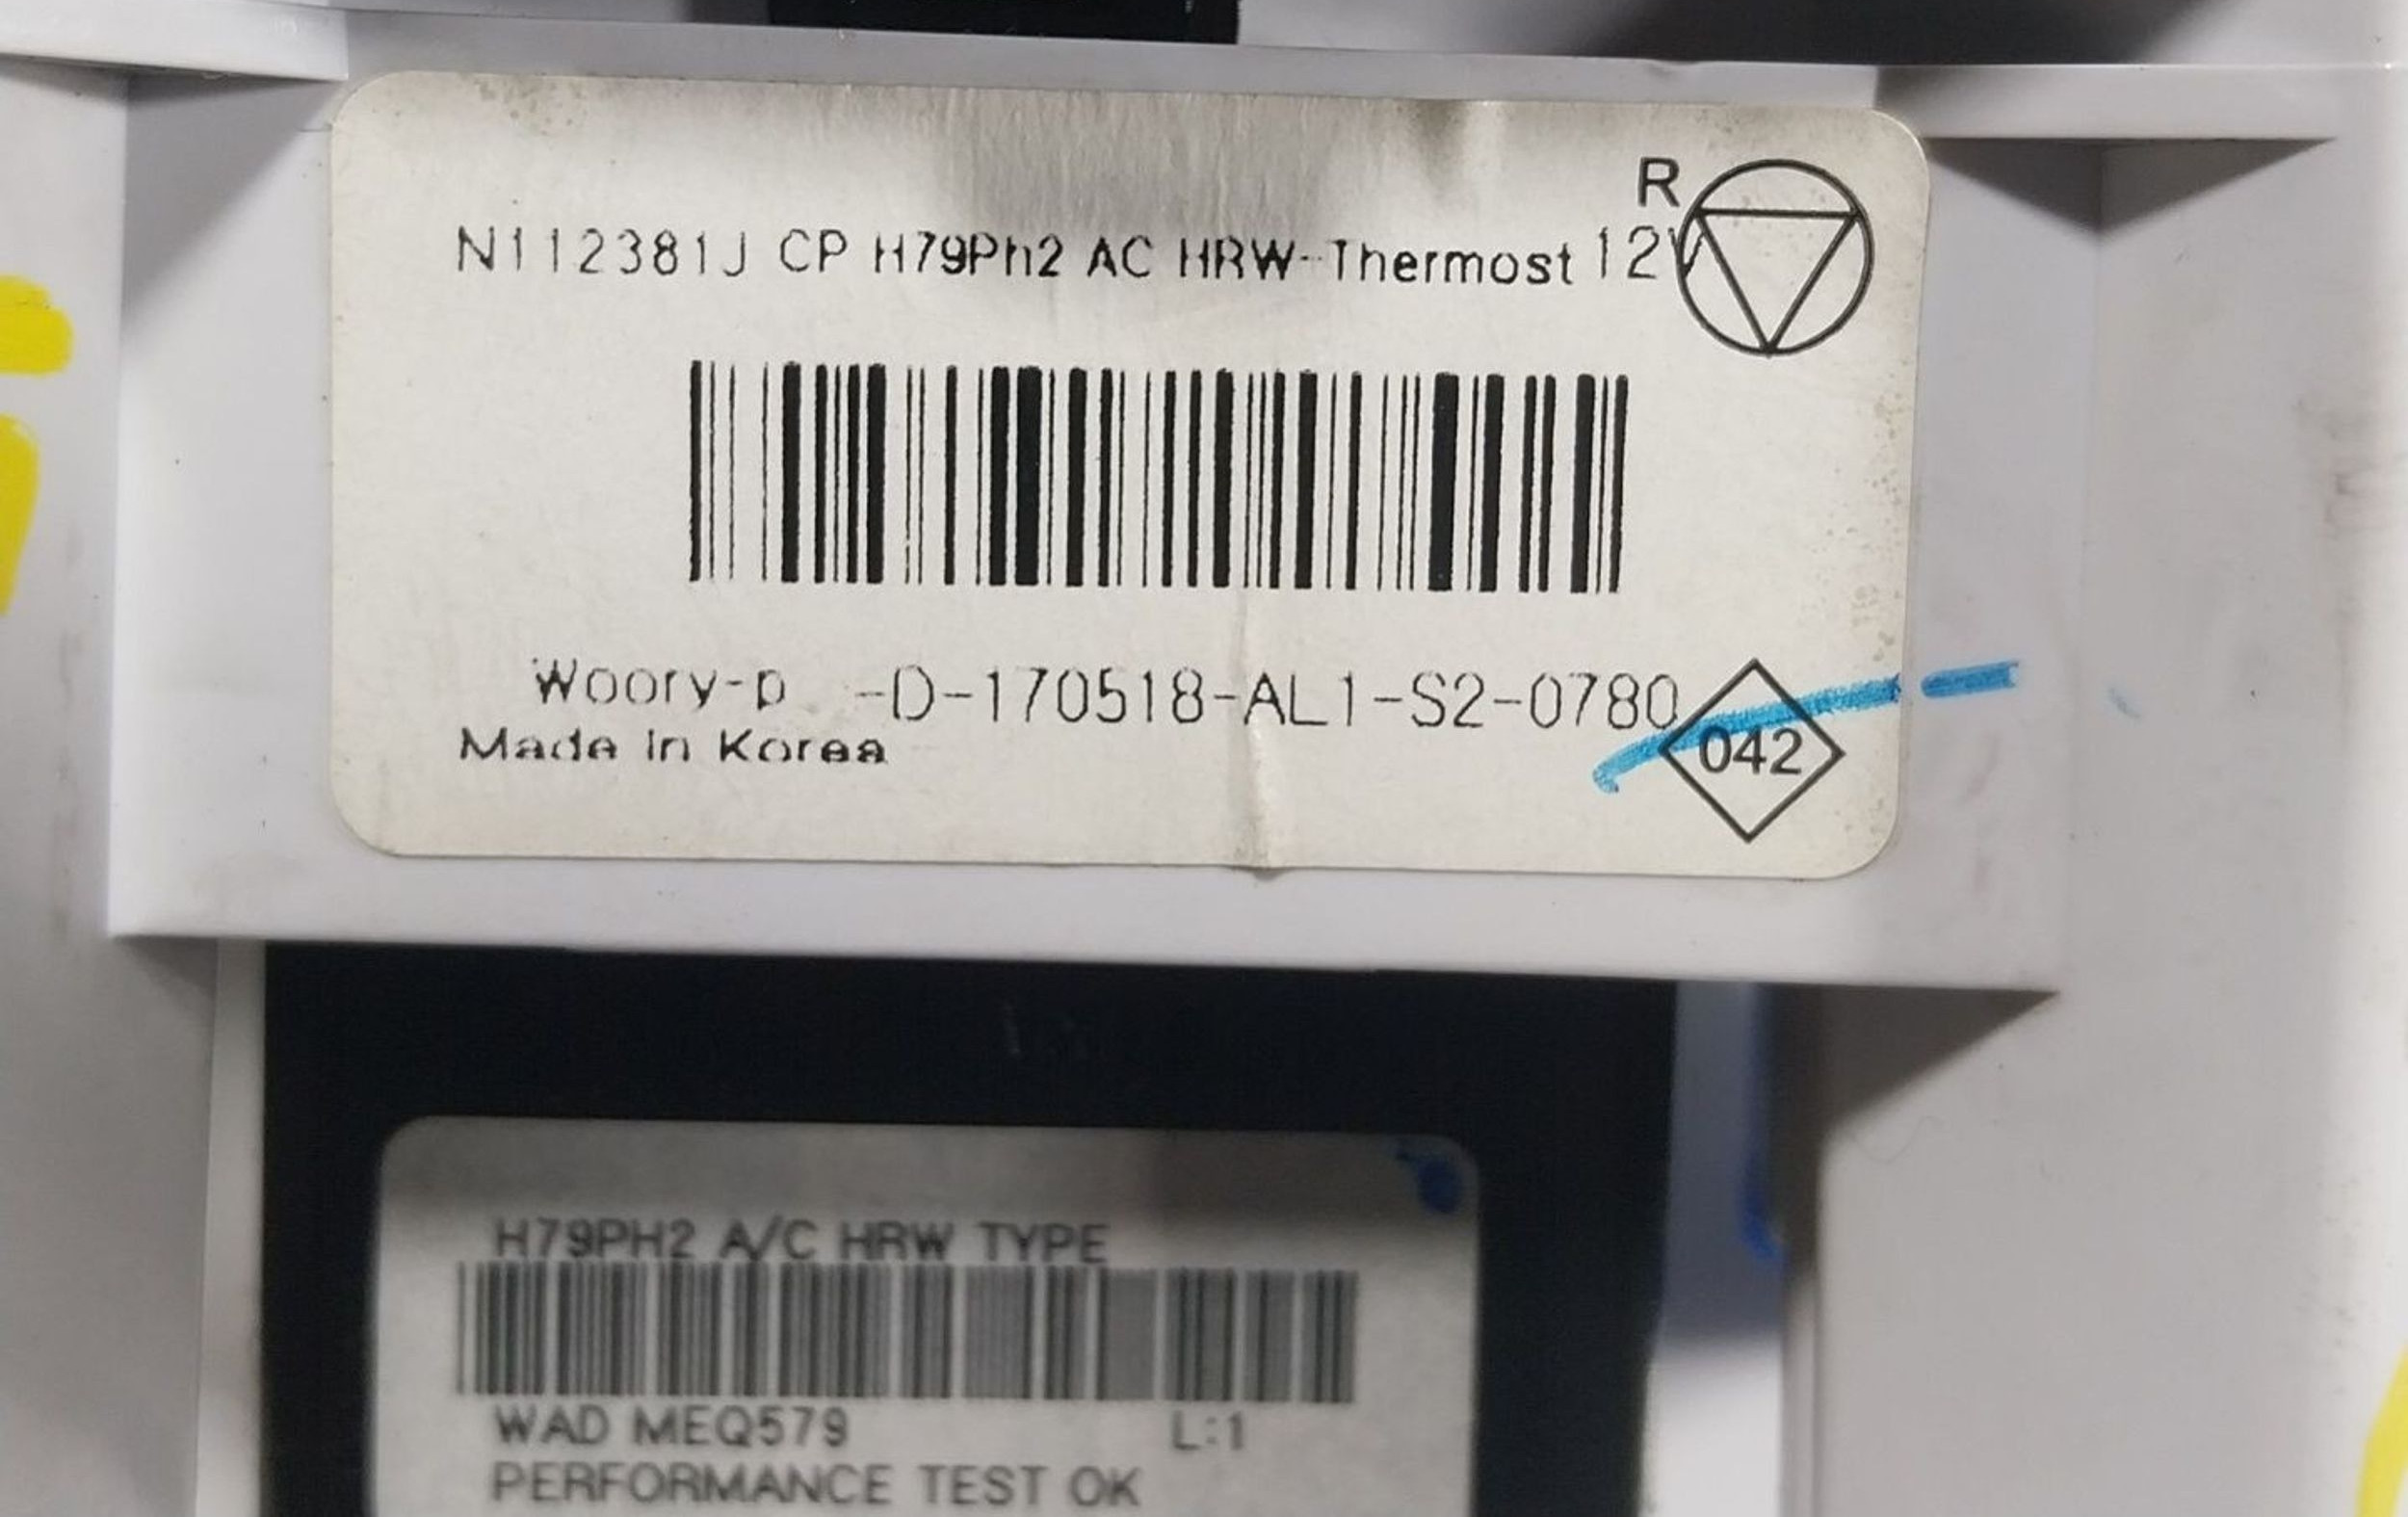 R
N112381J CP H79Ph2 AC HRW-Thermost 12V
Woory-p -D-170518-AL1-S2-0780
042
Made In Korea
H79PH2 A/C HRW TYPE
WAD MEQ579 L:1
PERFORMANCE TEST OK